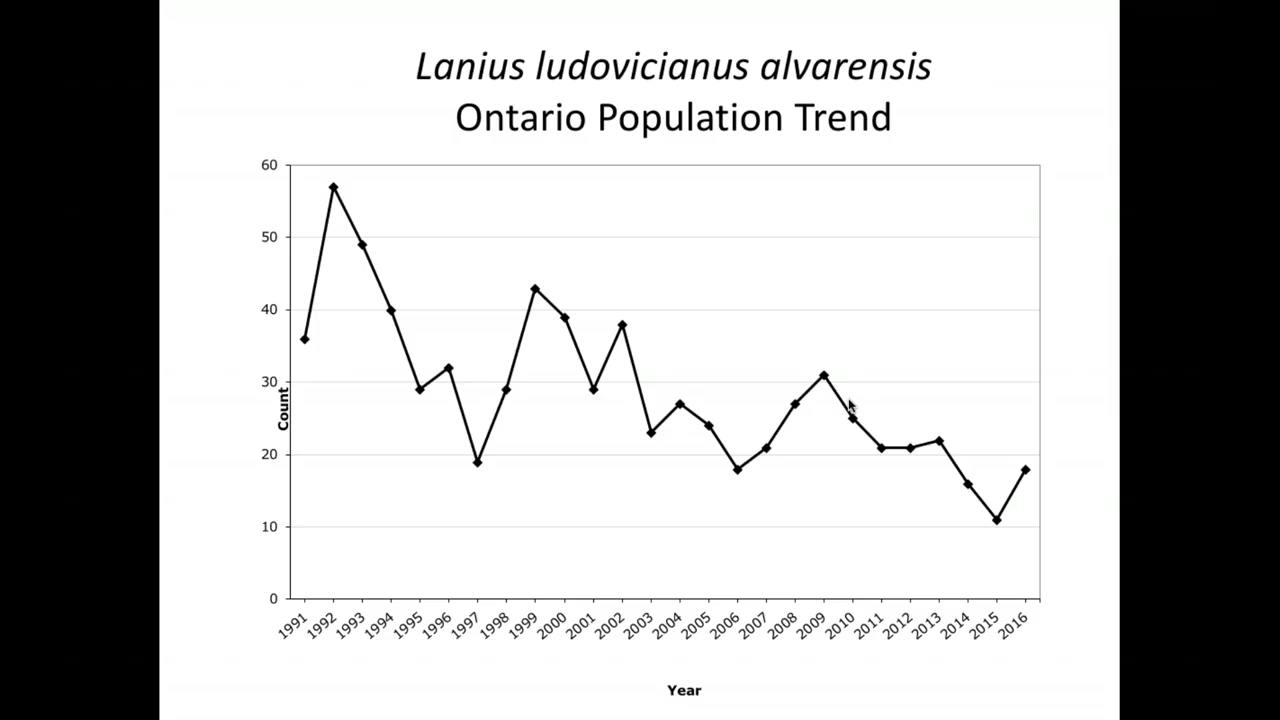 Lanius ludovicianus alvarensis
Ontario Population Trend
60
50
40
30
20
10
0
Count
1991 1992 1993 1994 1995 1996 1997 1998 1999 2000 2001 2002 2003 2004 2005 2006 2007 2008 2009 2010 2011 2012 2013 2014 2015 2016
Year